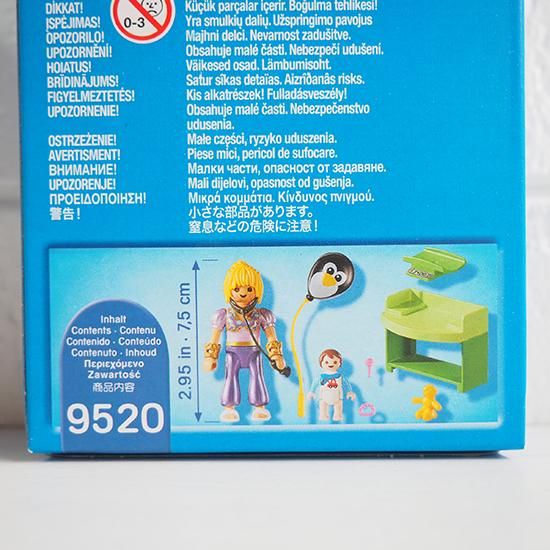 DİKKAT! Küçük parçalar içerir. Boğulma tehlikesi!
ĮSPĖJIMAS! Yra smulkių dalių. Užspringimo pavojus
OPOZORILO! Majhni delci. Nevarnost zadušitve.
UPOZORNĚNÍ! Obsahuje malé části. Nebezpečí udušení.
HOIATUS! Väikesed osad. Lämbumisoht.
BRĪDINĀJUMS! Satur sīkas detaļas. Aizrīšanās risks.
FIGYELMEZTETÉS! Kis alkatrészek! Fulladásveszély!
UPOZORNENIE! Obsahuje malé časti. Nebezpečenstvo
udusenia.
OSTRZEŻENIE! Małe części, ryzyko uduszenia.
AVERTISMENT! Piese mici, pericol de sufocare.
ВНИМАНИЕ! Малки части, опасност от задавяне.
UPOZORENJE! Mali dijelovi, opasnost od gušenja.
ΠΡΟΕΙΔΟΠΟΙΗΣΗ! Μικρά κομμάτια. Κίνδυνος πνιγμού.
警告! 小さな部品があります。
窒息などの危険に注意!
0-3
Inhalt
Contents · Contenu
Contenido · Conteúdo
Contenuto · Inhoud
Περιεχόμενο
Zawartość
商品内容
9520
2.95 in · 7,5 cm